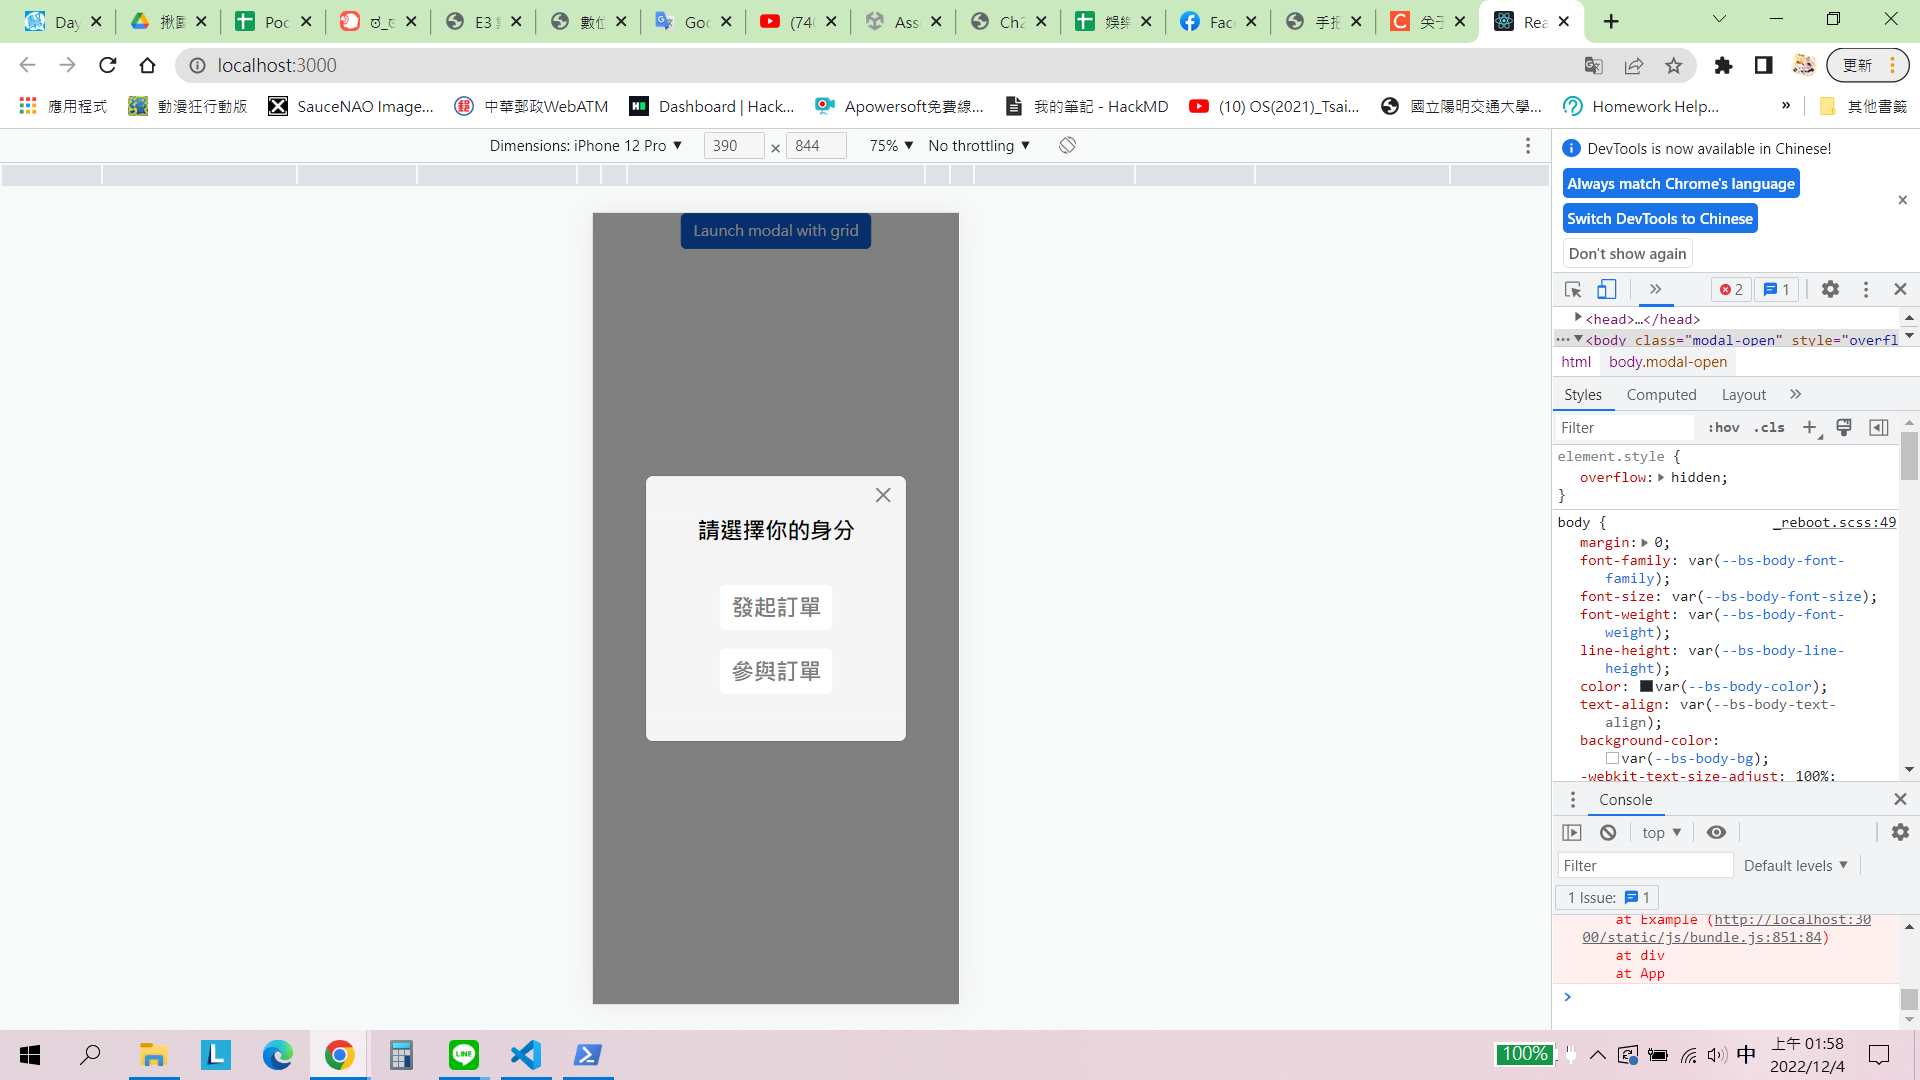 Day
揪團
Poc
ಠ_ಠ
E3
數位
Goo
(740
Ass
Ch2
娛樂
Face
手把
尖子
Rea
localhost:3000
更新
應用程式
動漫狂行動版
SauceNAO Image...
中華郵政WebATM
Dashboard | Hack...
Apowersoft免費線...
我的筆記 - HackMD
(10) OS(2021)_Tsai...
國立陽明交通大學...
Homework Help...
»
其他書籤
Dimensions: iPhone 12 Pro ▼ 390 × 844 75% ▼ No throttling ▼
Launch modal with grid
請選擇你的身分
發起訂單
參與訂單
DevTools is now available in Chinese!
Always match Chrome's language
Switch DevTools to Chinese
Don't show again
2 1
<head>…</head>
<body class="modal-open" style="overfl
html body.modal-open
Styles Computed Layout »
Filter :hov .cls
element.style {
overflow: hidden;
}
body { _reboot.scss:49
margin: 0;
font-family: var(--bs-body-font-
family);
font-size: var(--bs-body-font-size);
font-weight: var(--bs-body-font-
weight);
line-height: var(--bs-body-line-
height);
color: var(--bs-body-color);
text-align: var(--bs-body-text-
align);
background-color:
var(--bs-body-bg);
-webkit-text-size-adjust: 100%;
Console
top ▼
Filter Default levels ▼
1 Issue: 1
at Example (http://localhost:30
00/static/js/bundle.js:851:84)
at div
at App
L
LINE
100%
中
上午 01:58
2022/12/4